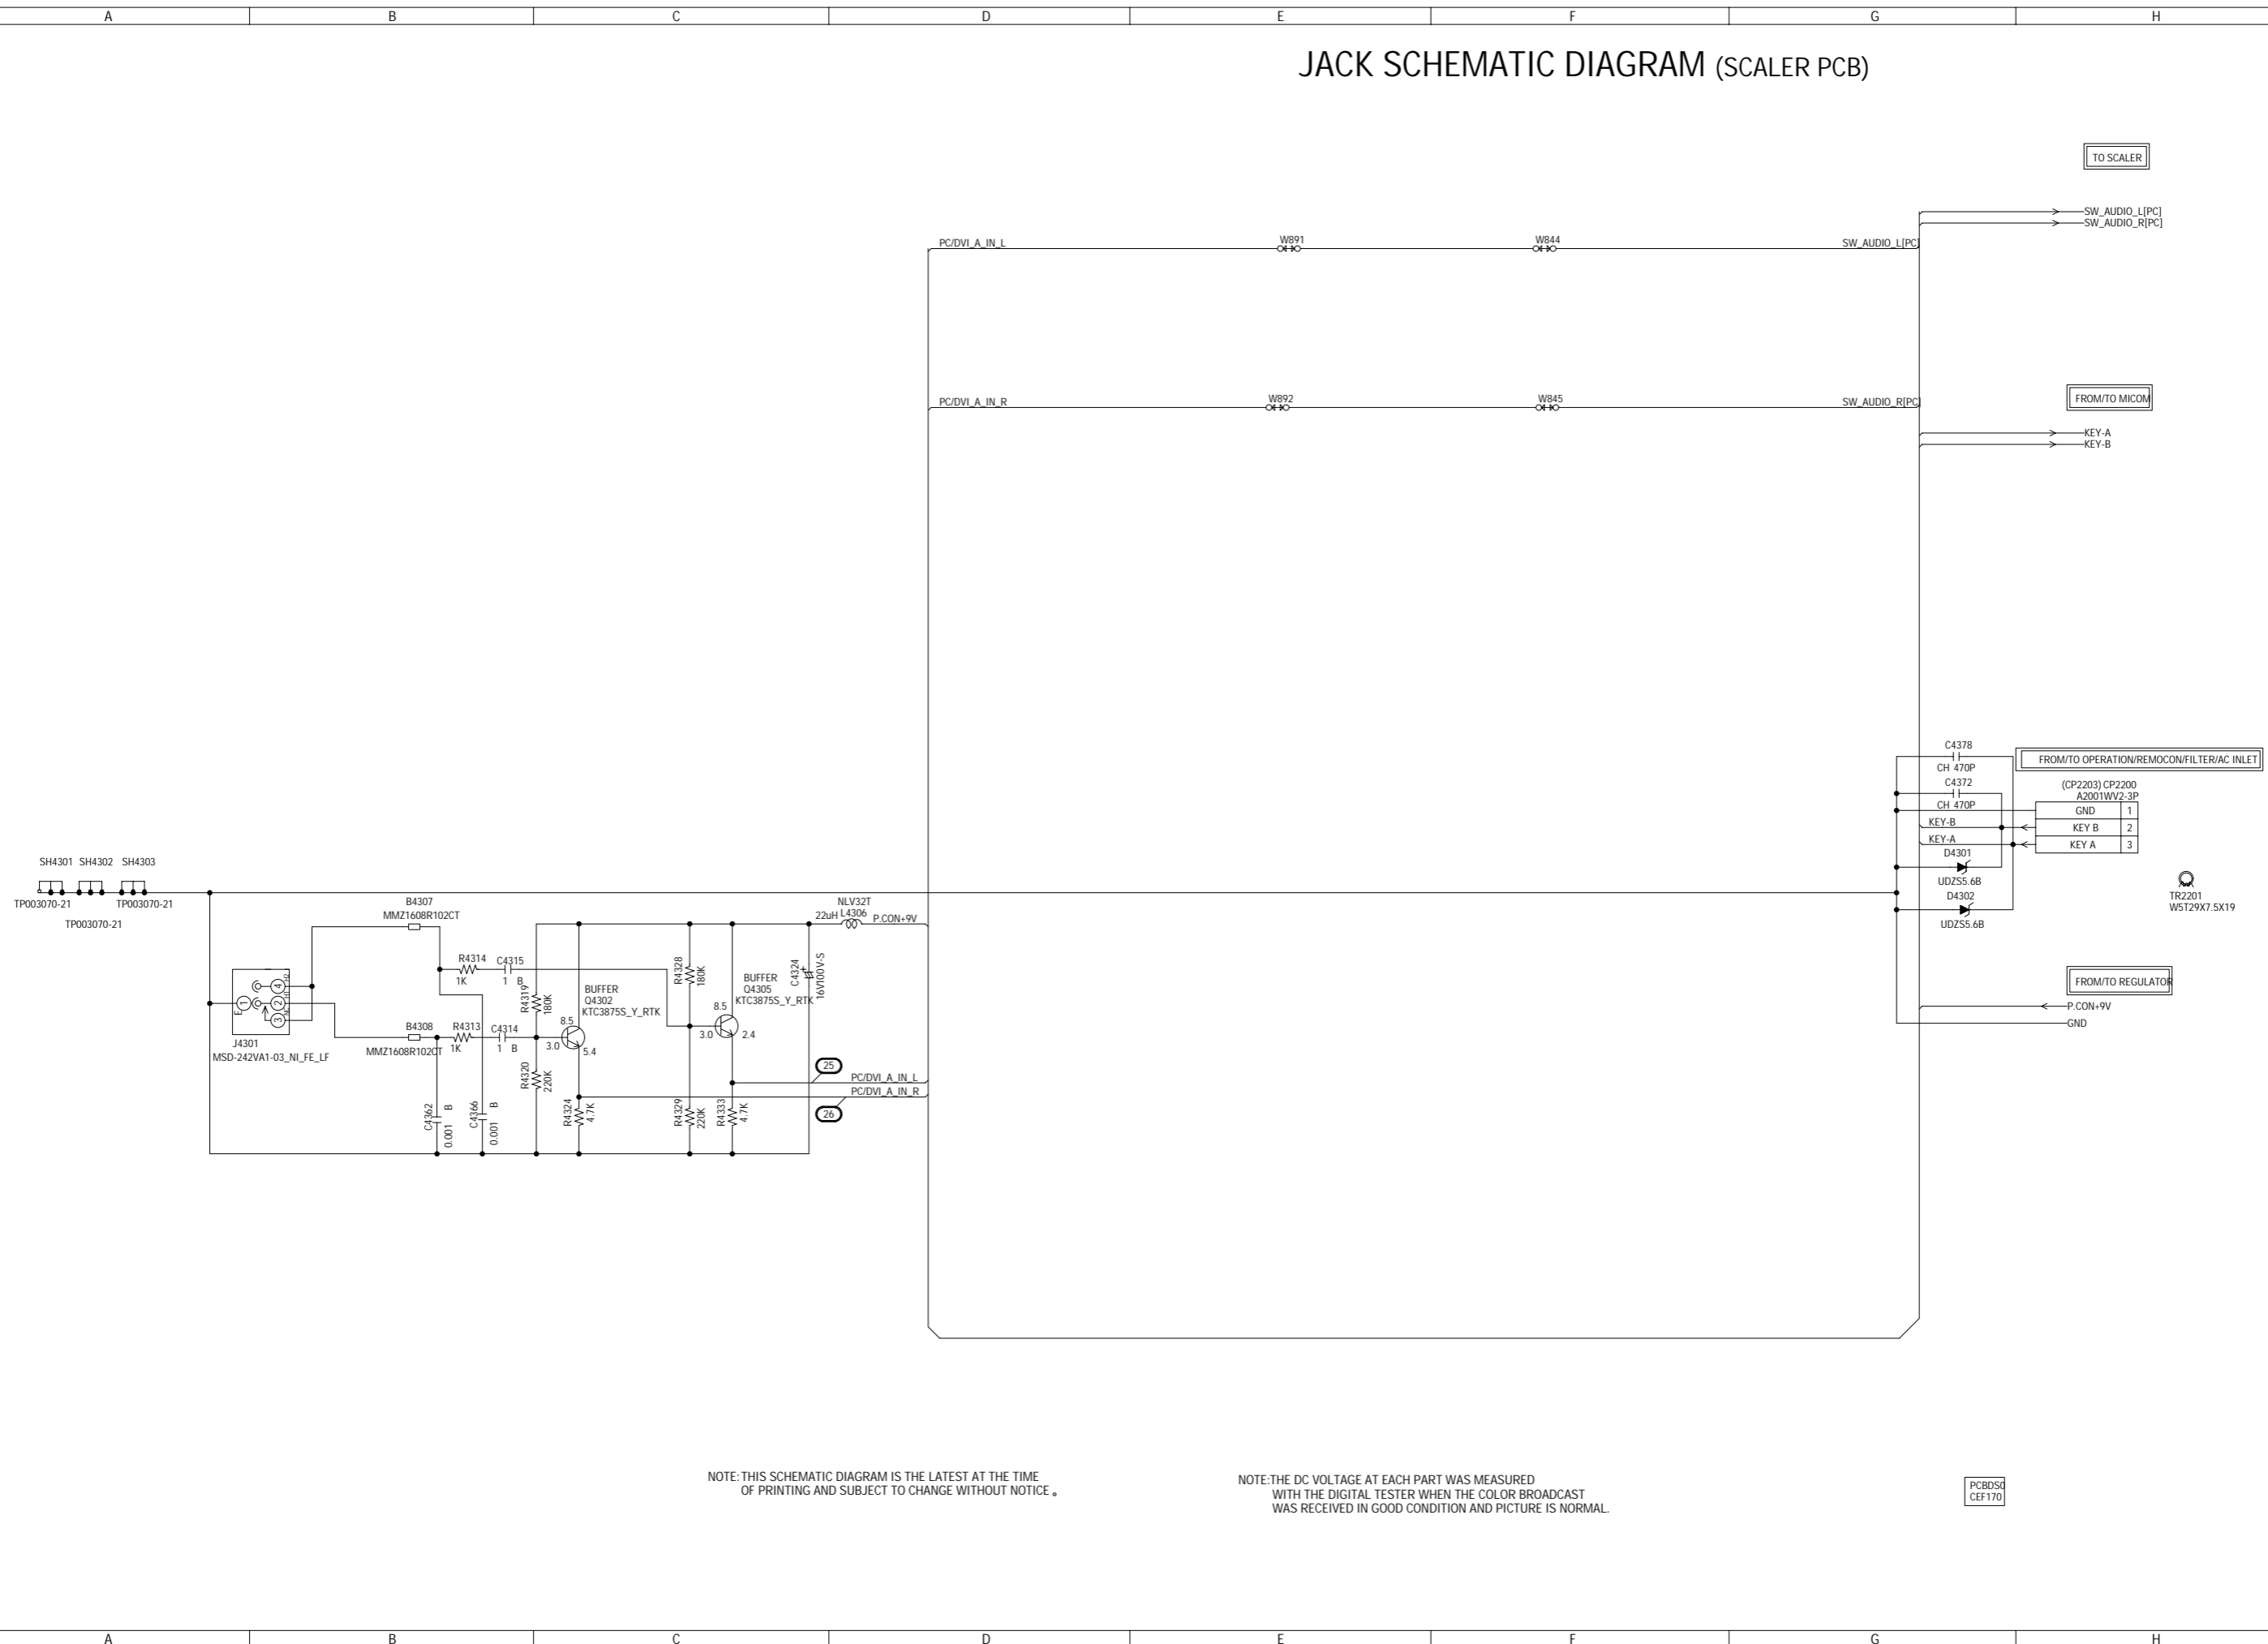 A B C D E F G H
JACK SCHEMATIC DIAGRAM (SCALER PCB)
TO SCALER
SW_AUDIO_L[PC]
SW_AUDIO_R[PC]
PC/DVI_A_IN_L
W891
W844
SW_AUDIO_L[PC]
PC/DVI_A_IN_R
W892
W845
SW_AUDIO_R[PC]
FROM/TO MICOM
KEY-A
KEY-B
C4378
CH 470P
C4372
CH 470P
FROM/TO OPERATION/REMOCON/FILTER/AC INLET
(CP2203) CP2200
A2001WV2-3P
GND 1
KEY B 2
KEY A 3
KEY-B
KEY-A
D4301
UDZS5.6B
D4302
UDZS5.6B
TR2201
W5T29X7.5X19
SH4301 SH4302 SH4303
TP003070-21
TP003070-21
TP003070-21
B4307
MMZ1608R102CT
NLV32T
22uH L4306
P.CON+9V
R4314
1K
C4315
1 B
R4319
180K
BUFFER
Q4302
KTC3875S_Y_RTK
8.5
3.0
5.4
R4328
180K
BUFFER
Q4305
KTC3875S_Y_RTK
8.5
3.0
2.4
C4324
16V100V-S
+
E
1
4
2
3
J4301
MSD-242VA1-03_NI_FE_LF
B4308
MMZ1608R102CT
R4313
1K
C4314
1 B
R4320
220K
R4324
4.7K
R4329
220K
R4333
4.7K
C4362
0.001 B
C4366
0.001 B
25
PC/DVI_A_IN_L
PC/DVI_A_IN_R
26
FROM/TO REGULATOR
P.CON+9V
GND
NOTE:THIS SCHEMATIC DIAGRAM IS THE LATEST AT THE TIME
OF PRINTING AND SUBJECT TO CHANGE WITHOUT NOTICE 。
NOTE:THE DC VOLTAGE AT EACH PART WAS MEASURED
WITH THE DIGITAL TESTER WHEN THE COLOR BROADCAST
WAS RECEIVED IN GOOD CONDITION AND PICTURE IS NORMAL.
PCBDS0
CEF170
A B C D E F G H